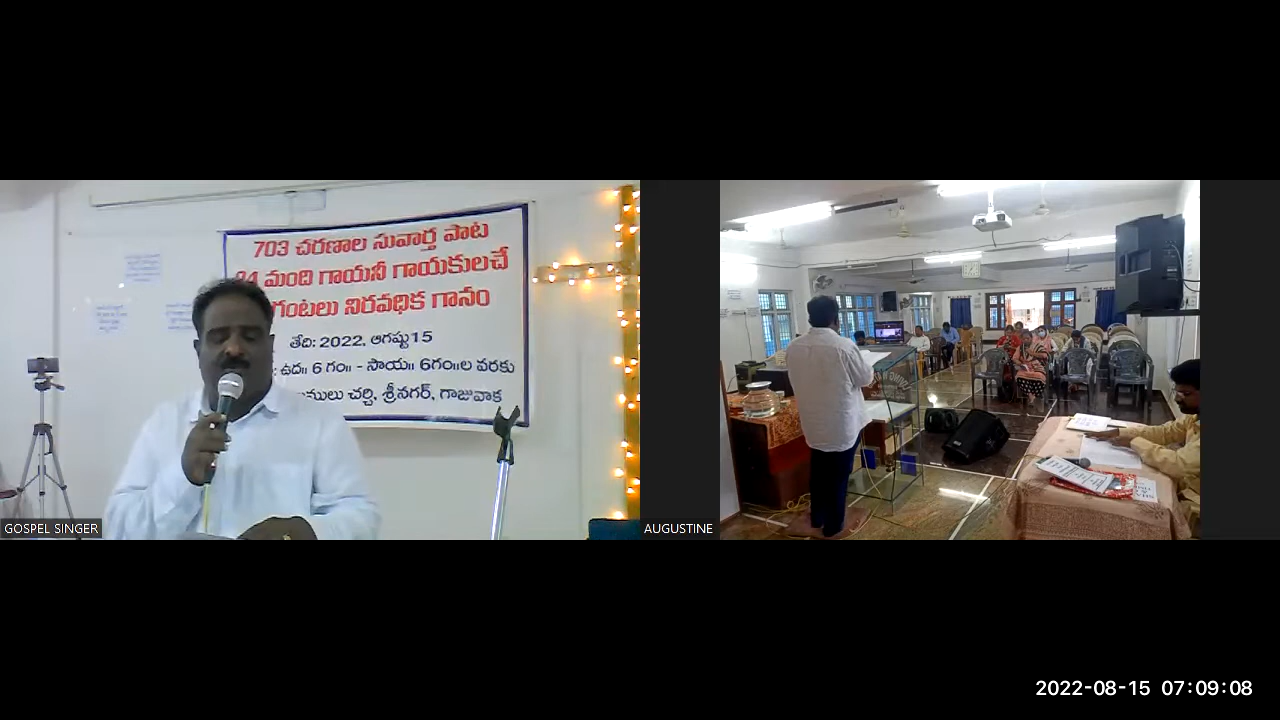 703 చరణాల సువార్త పాట
మంది గాయనీ గాయకులచే
గంటలు నిరవధిక గానం
తేది: 2022, ఆగష్టు 15
: ఉద॥ 6 గం॥ - సాయ॥ 6గం॥ల వరకు
చర్చి, శ్రీనగర్, గాజువాక
GOSPEL SINGER
AUGUSTINE
2022-08-15 07:09:08